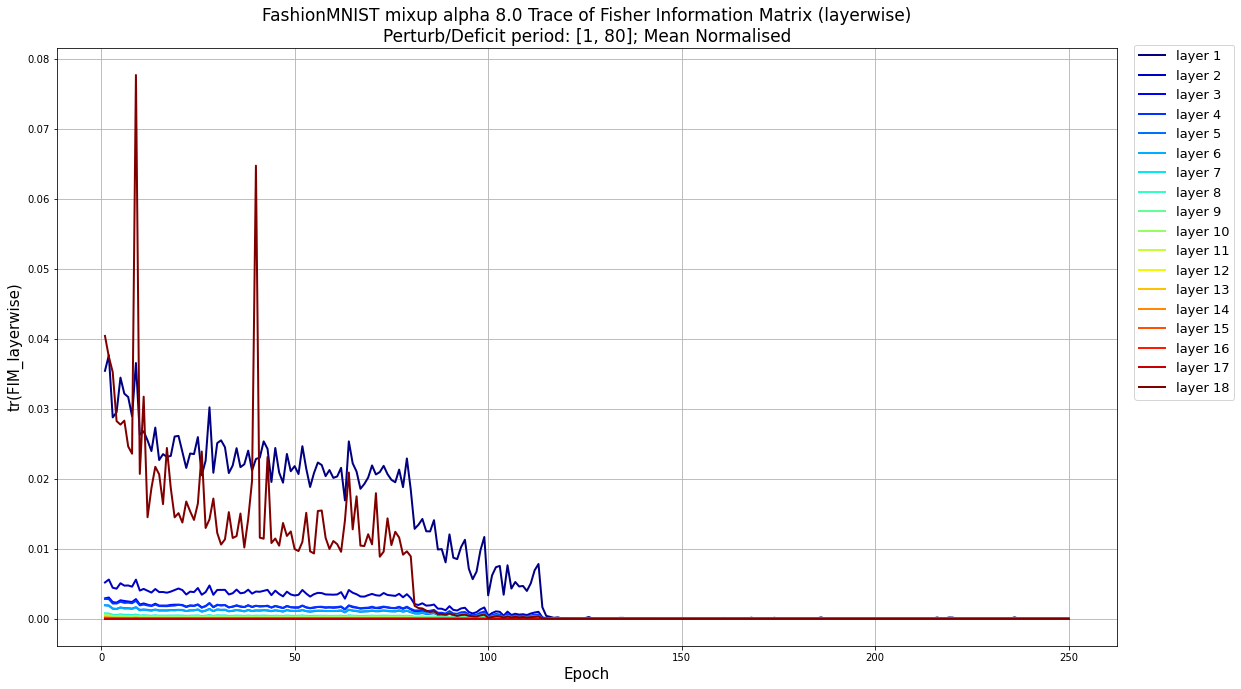 FashionMNIST mixup alpha 8.0 Trace of Fisher Information Matrix (layerwise)
Perturb/Deficit period: [1, 80]; Mean Normalised
tr(FIM_layerwise)
0.08
0.07
0.06
0.05
0.04
0.03
0.02
0.01
0.00
0
50
100
150
200
250
Epoch
layer 1
layer 2
layer 3
layer 4
layer 5
layer 6
layer 7
layer 8
layer 9
layer 10
layer 11
layer 12
layer 13
layer 14
layer 15
layer 16
layer 17
layer 18